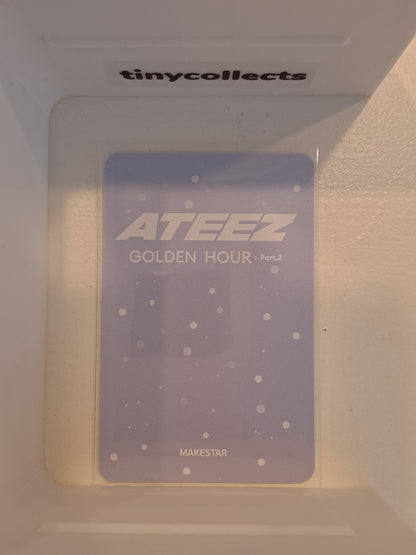 tinycollects
ATEEZ
GOLDEN HOUR : Part.2
MAKESTAR